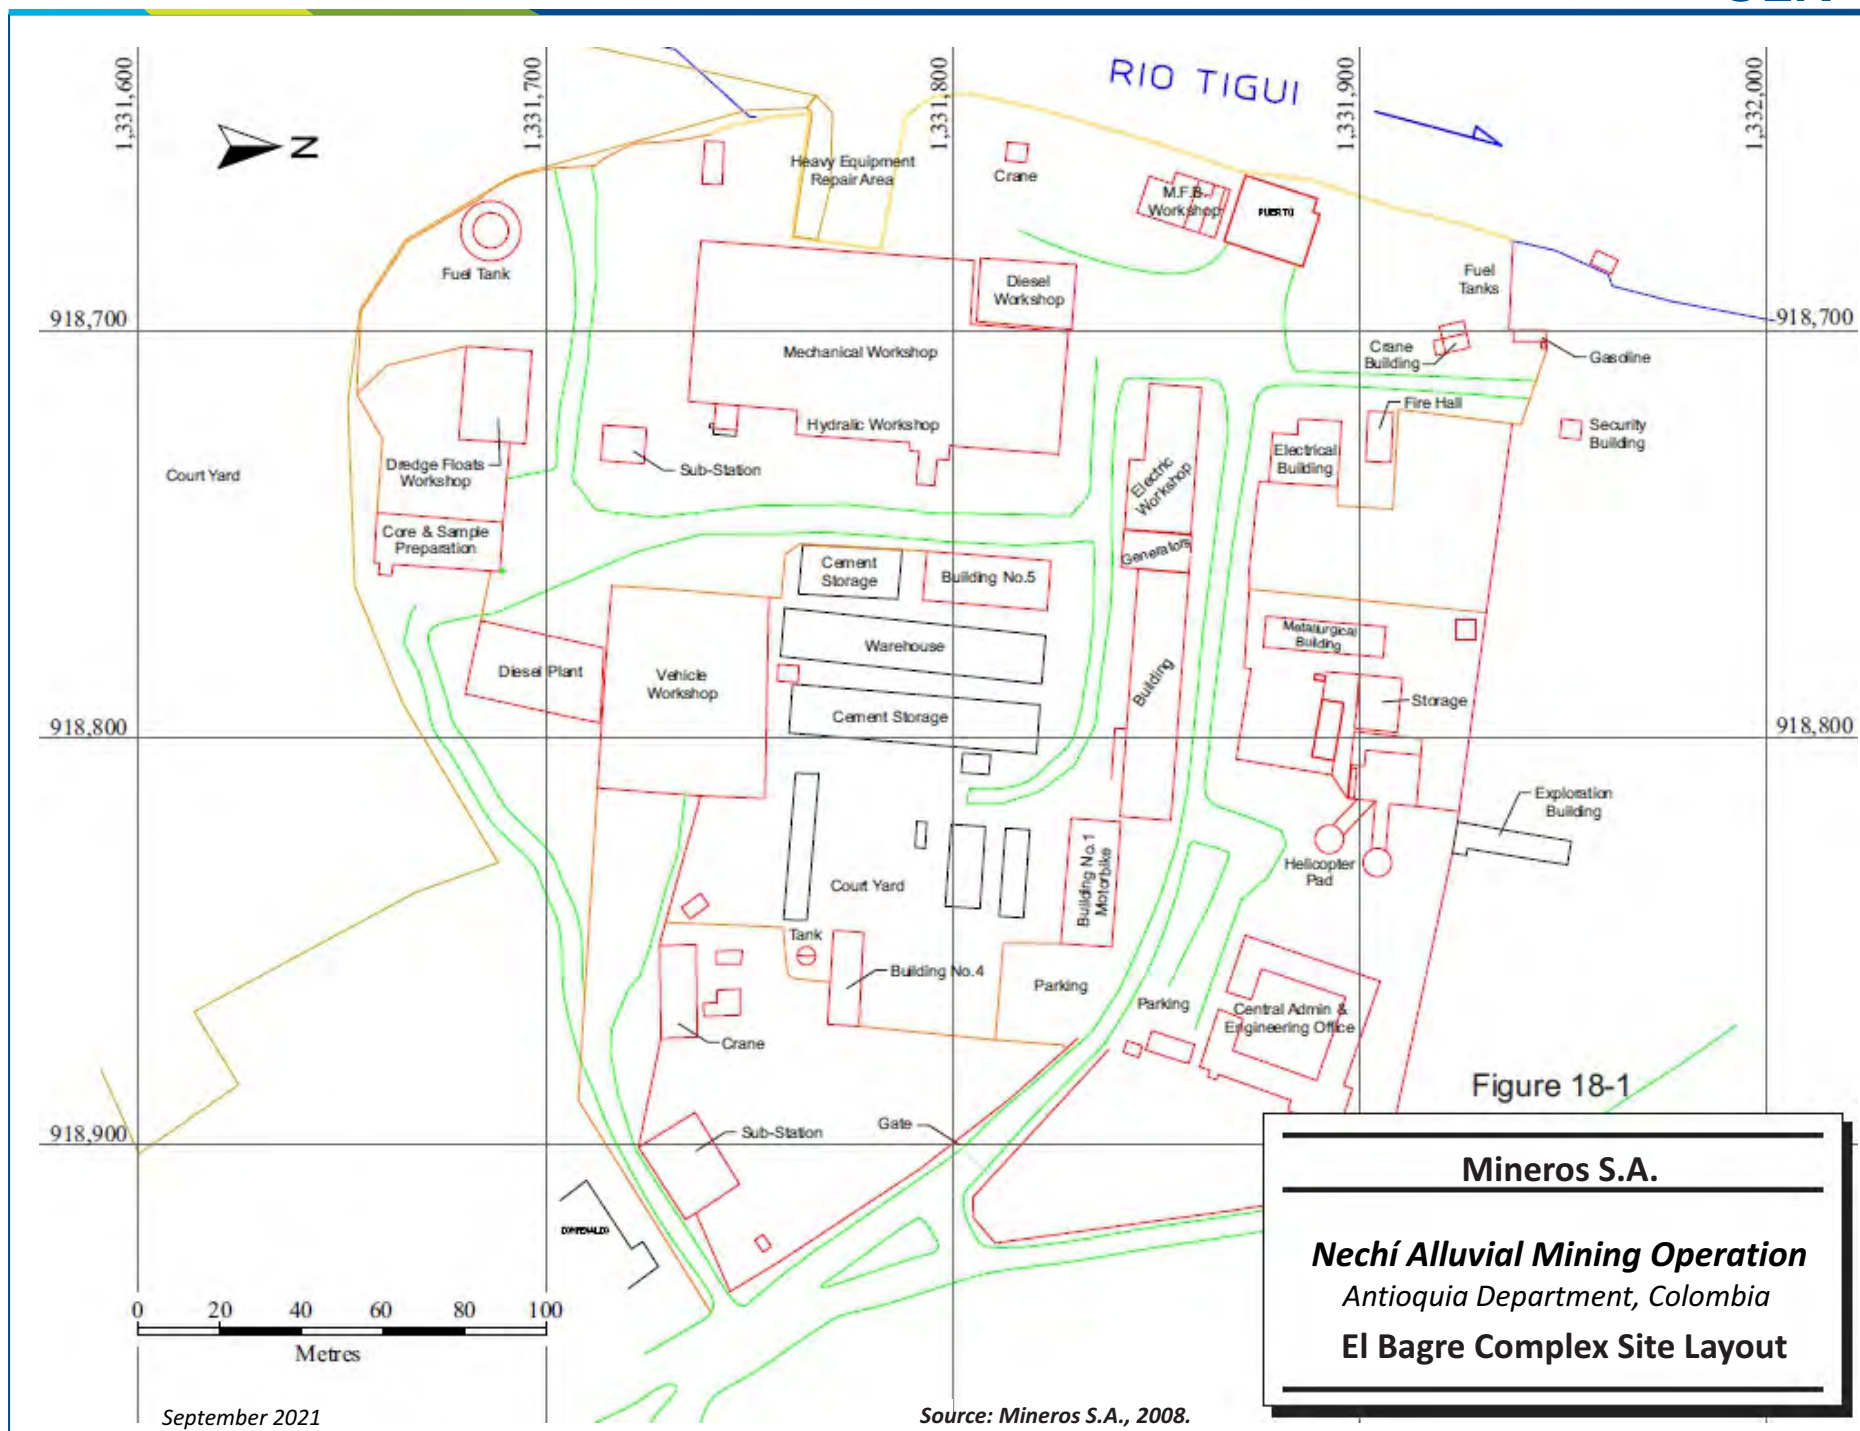 1,331,600
1,331,700
1,331,800
1,331,900
1,332,000
RIO TIGUI
N
Heavy Equipment
Repair Area
Crane
M.F.B.
Workshop
PUERTO
Fuel Tank
Diesel
Workshop
Fuel
Tanks
918,700
918,700
Mechanical Workshop
Crane
Building
Gasoline
Fire Hall
Hydralic Workshop
Security
Building
Court Yard
Dredge Floats
Workshop
Sub-Station
Electric
Workshop
Electrical
Building
Core & Sample
Preparation
Generators
Cement
Storage
Building No.5
Warehouse
Metallurgical
Building
Diesel Plant
Vehicle
Workshop
Building
Storage
Cement Storage
918,800
918,800
Exploration
Building
Helicopter
Pad
Court Yard
Building No.1
Motorbike
Tank
Building No.4
Parking
Parking
Central Admin &
Engineering Office
Crane
Figure 18-1
918,900
Sub-Station
Gate
Mineros S.A.
Nechí Alluvial Mining Operation
Antioquia Department, Colombia
El Bagre Complex Site Layout
0 20 40 60 80 100
Metres
September 2021
Source: Mineros S.A., 2008.